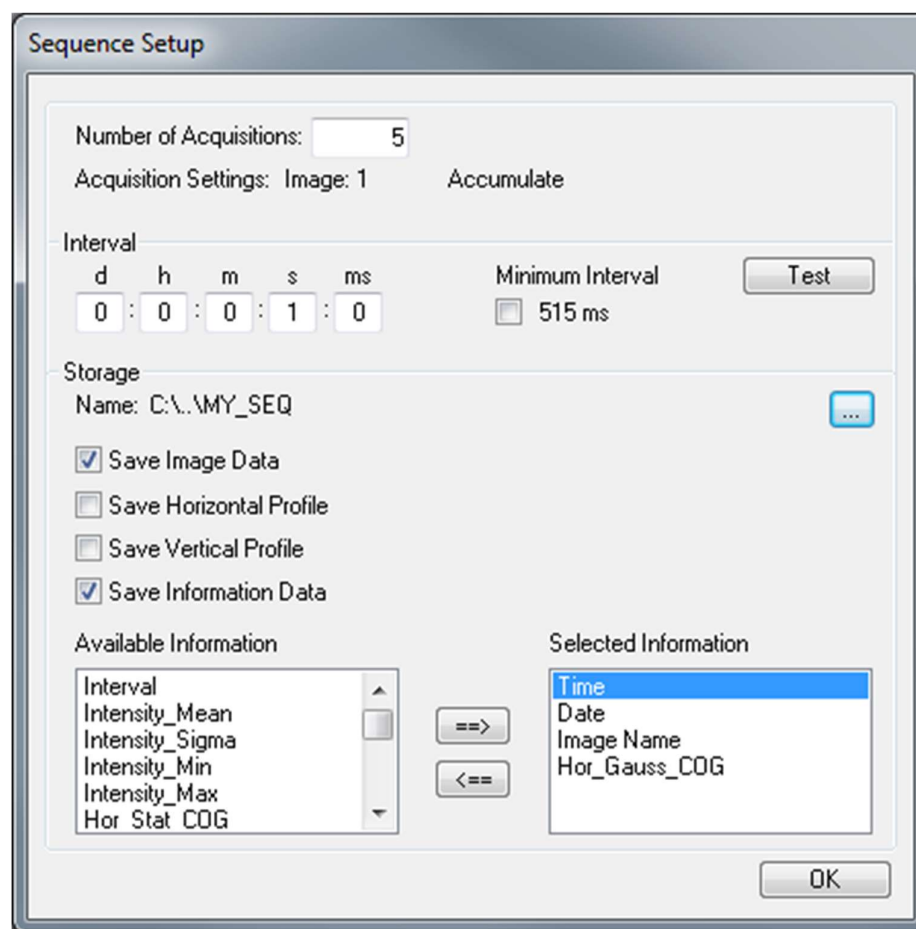 Sequence Setup
Number of Acquisitions: 5
Acquisition Settings: Image: 1 Accumulate
Interval
d h m s ms
0 : 0 : 0 : 1 : 0
Minimum Interval
515 ms
Test
Storage
Name: C:\..\MY_SEQ
...
Save Image Data
Save Horizontal Profile
Save Vertical Profile
Save Information Data
Available Information
Interval
Intensity_Mean
Intensity_Sigma
Intensity_Min
Intensity_Max
Hor_Stat_COG
==>
<==
Selected Information
Time
Date
Image Name
Hor_Gauss_COG
OK